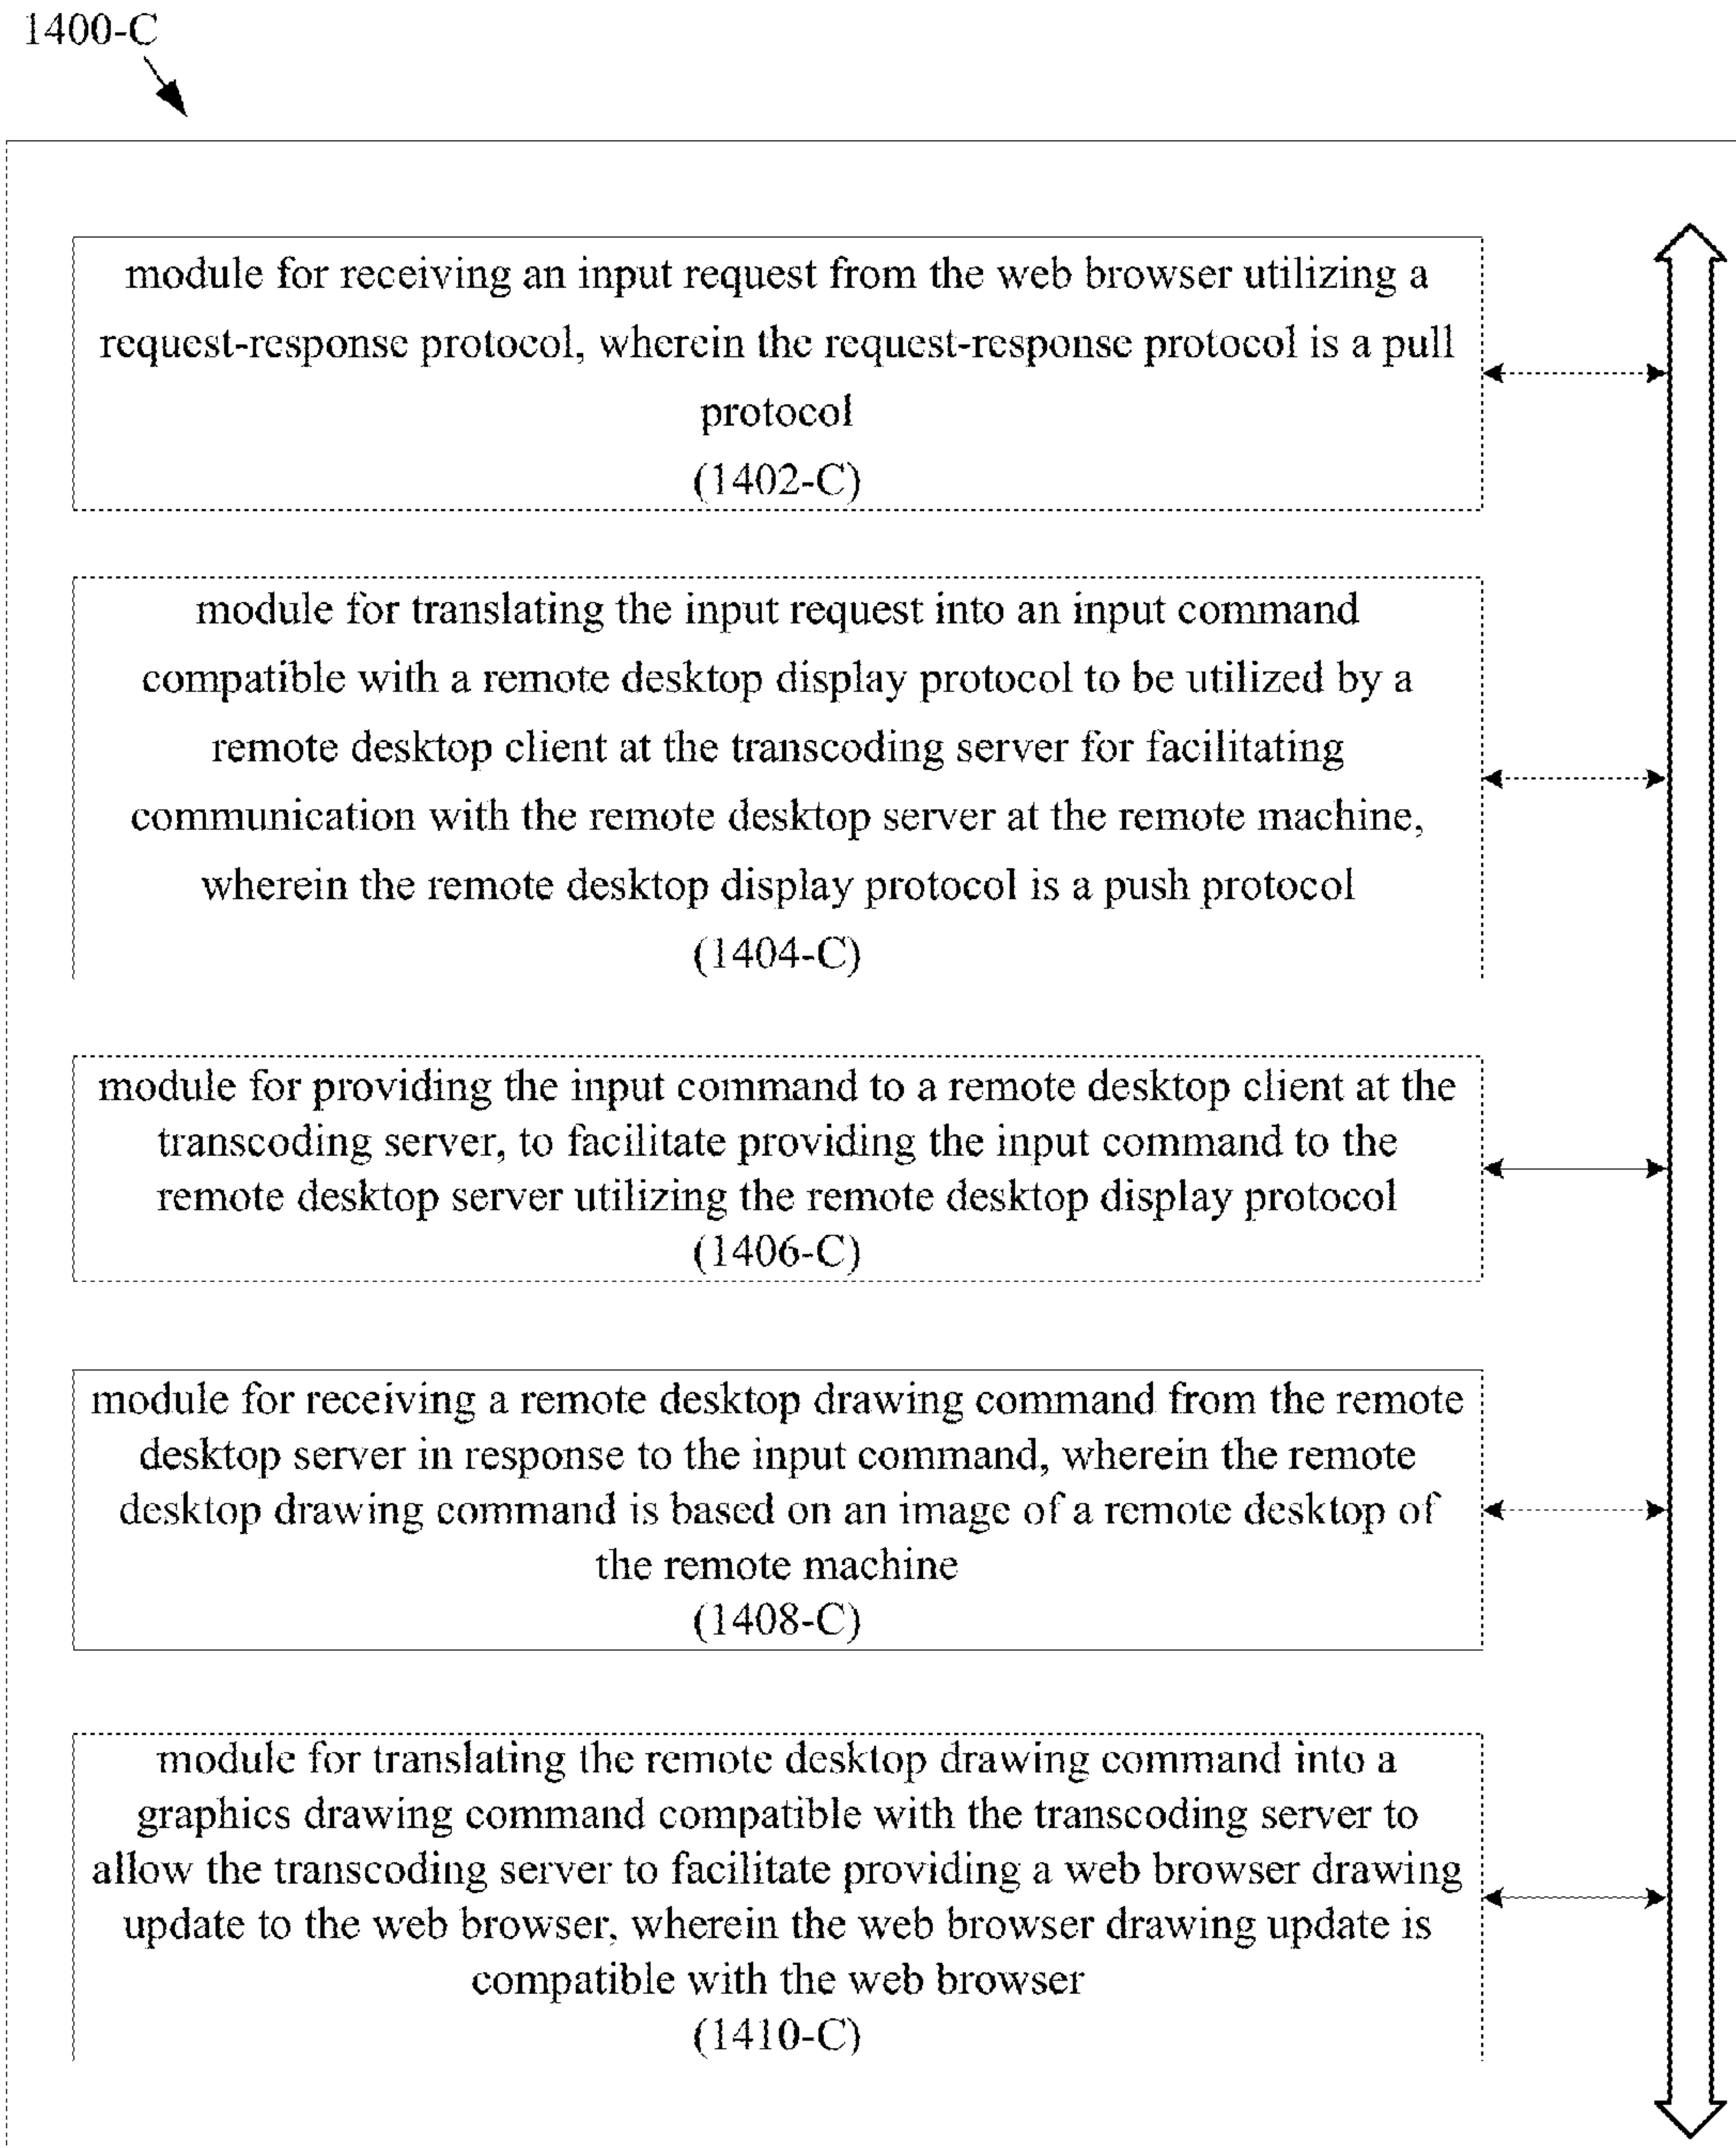 1400-C
module for receiving an input request from the web browser utilizing a
request-response protocol, wherein the request-response protocol is a pull
protocol
(1402-C)
module for translating the input request into an input command
compatible with a remote desktop display protocol to be utilized by a
remote desktop client at the transcoding server for facilitating
communication with the remote desktop server at the remote machine,
wherein the remote desktop display protocol is a push protocol
(1404-C)
module for providing the input command to a remote desktop client at the
transcoding server, to facilitate providing the input command to the
remote desktop server utilizing the remote desktop display protocol
(1406-C)
module for receiving a remote desktop drawing command from the remote
desktop server in response to the input command, wherein the remote
desktop drawing command is based on an image of a remote desktop of
the remote machine
(1408-C)
module for translating the remote desktop drawing command into a
graphics drawing command compatible with the transcoding server to
allow the transcoding server to facilitate providing a web browser drawing
update to the web browser, wherein the web browser drawing update is
compatible with the web browser
(1410-C)